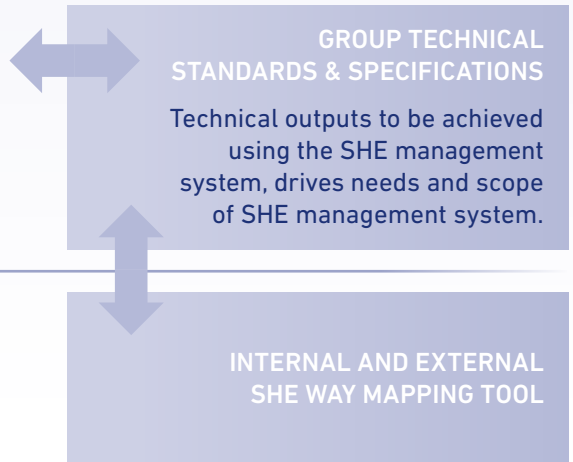 GROUP TECHNICAL
STANDARDS & SPECIFICATIONS
Technical outputs to be achieved
using the SHE management
system, drives needs and scope
of SHE management system.
INTERNAL AND EXTERNAL
SHE WAY MAPPING TOOL